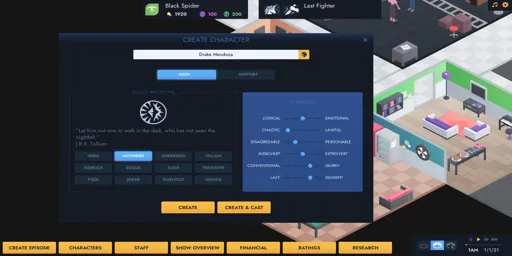 Black Spider
1920
100
200
Last Fighter
CREATE CHARACTER
Drake Mendoza
MAIN
SUPPORT
SELECT ARCHETYPE
"Let him not vow to walk in the dark, who has not seen the
nightfall."
J.R.R. Tolkien
HERO
ANTIHERO
UNDERDOG
VILLAIN
SIDEKICK
ROGUE
SAGE
TRICKSTER
FOOL
JOKER
SCIENTIST
LOGICAL
EMOTIONAL
CHAOTIC
LAWFUL
DISAGREEABLE
PERSONABLE
INTROVERT
EXTROVERT
CONVENTIONAL
QUIRKY
LAZY
DILIGENT
CREATE
CREATE & CAST
CREATE EPISODE
CHARACTERS
STAFF
SHOW OVERVIEW
FINANCIAL
RATINGS
RESEARCH
1AM
1/1/21